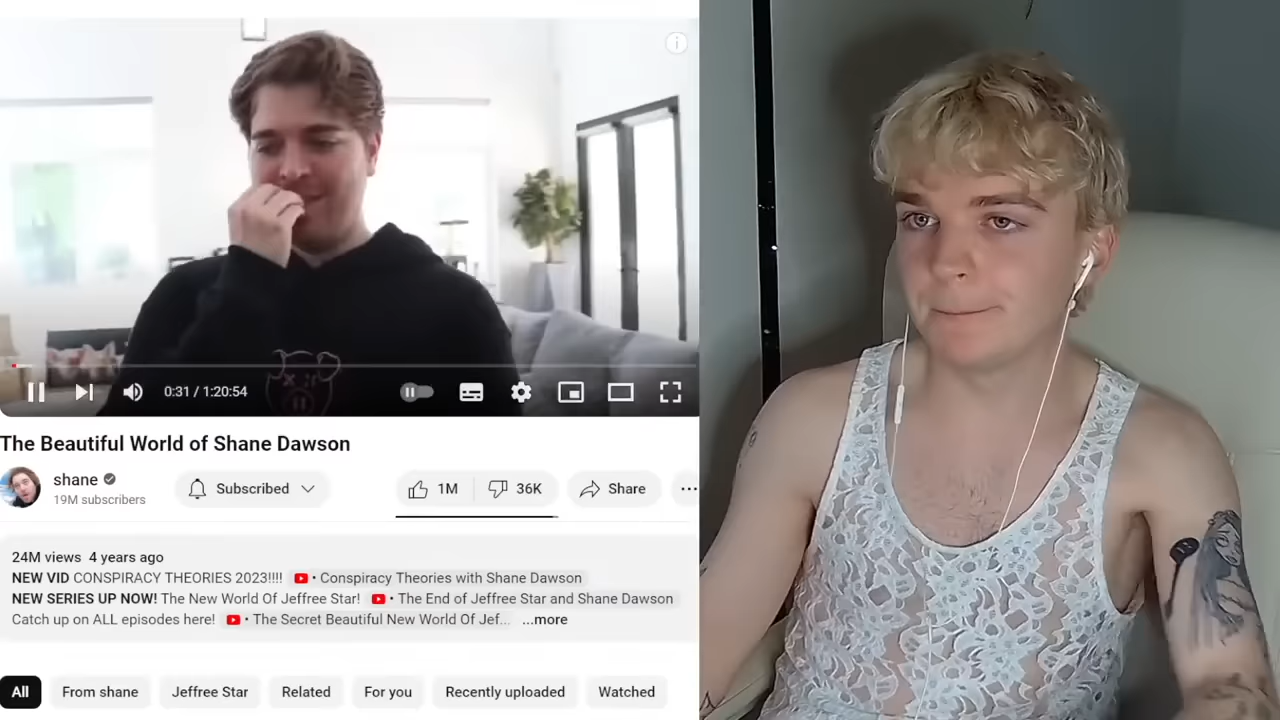 0:31 / 1:20:54
The Beautiful World of Shane Dawson
shane
19M subscribers
Subscribed
1M
36K
Share
24M views 4 years ago
NEW VID CONSPIRACY THEORIES 2023!!!! • Conspiracy Theories with Shane Dawson
NEW SERIES UP NOW! The New World Of Jeffree Star! • The End of Jeffree Star and Shane Dawson
Catch up on ALL episodes here! • The Secret Beautiful New World Of Jef... ...more
All From shane Jeffree Star Related For you Recently uploaded Watched